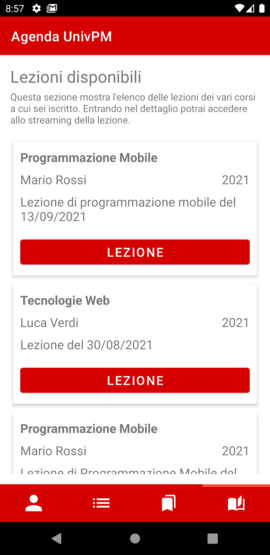 8:57
Agenda UnivPM
Lezioni disponibili
Questa sezione mostra l'elenco delle lezioni dei vari corsi
a cui sei iscritto. Entrando nel dettaglio potrai accedere
allo streaming della lezione.
Programmazione Mobile
Mario Rossi 2021
Lezione di programmazione mobile del
13/09/2021
LEZIONE
Tecnologie Web
Luca Verdi 2021
Lezione del 30/08/2021
LEZIONE
Programmazione Mobile
Mario Rossi 2021
Lezione di Programmazione Mobile del